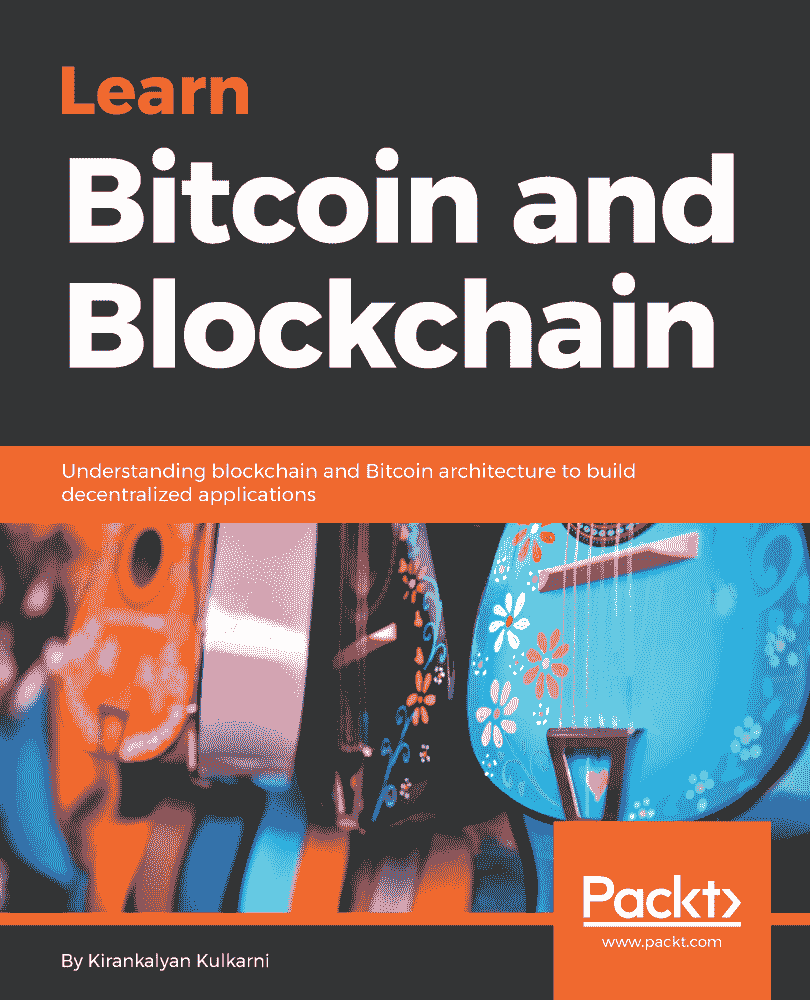 Learn
Bitcoin and
Blockchain
Understanding blockchain and Bitcoin architecture to build
decentralized applications
Packt>
www.packt.com
By Kirankalyan Kulkarni